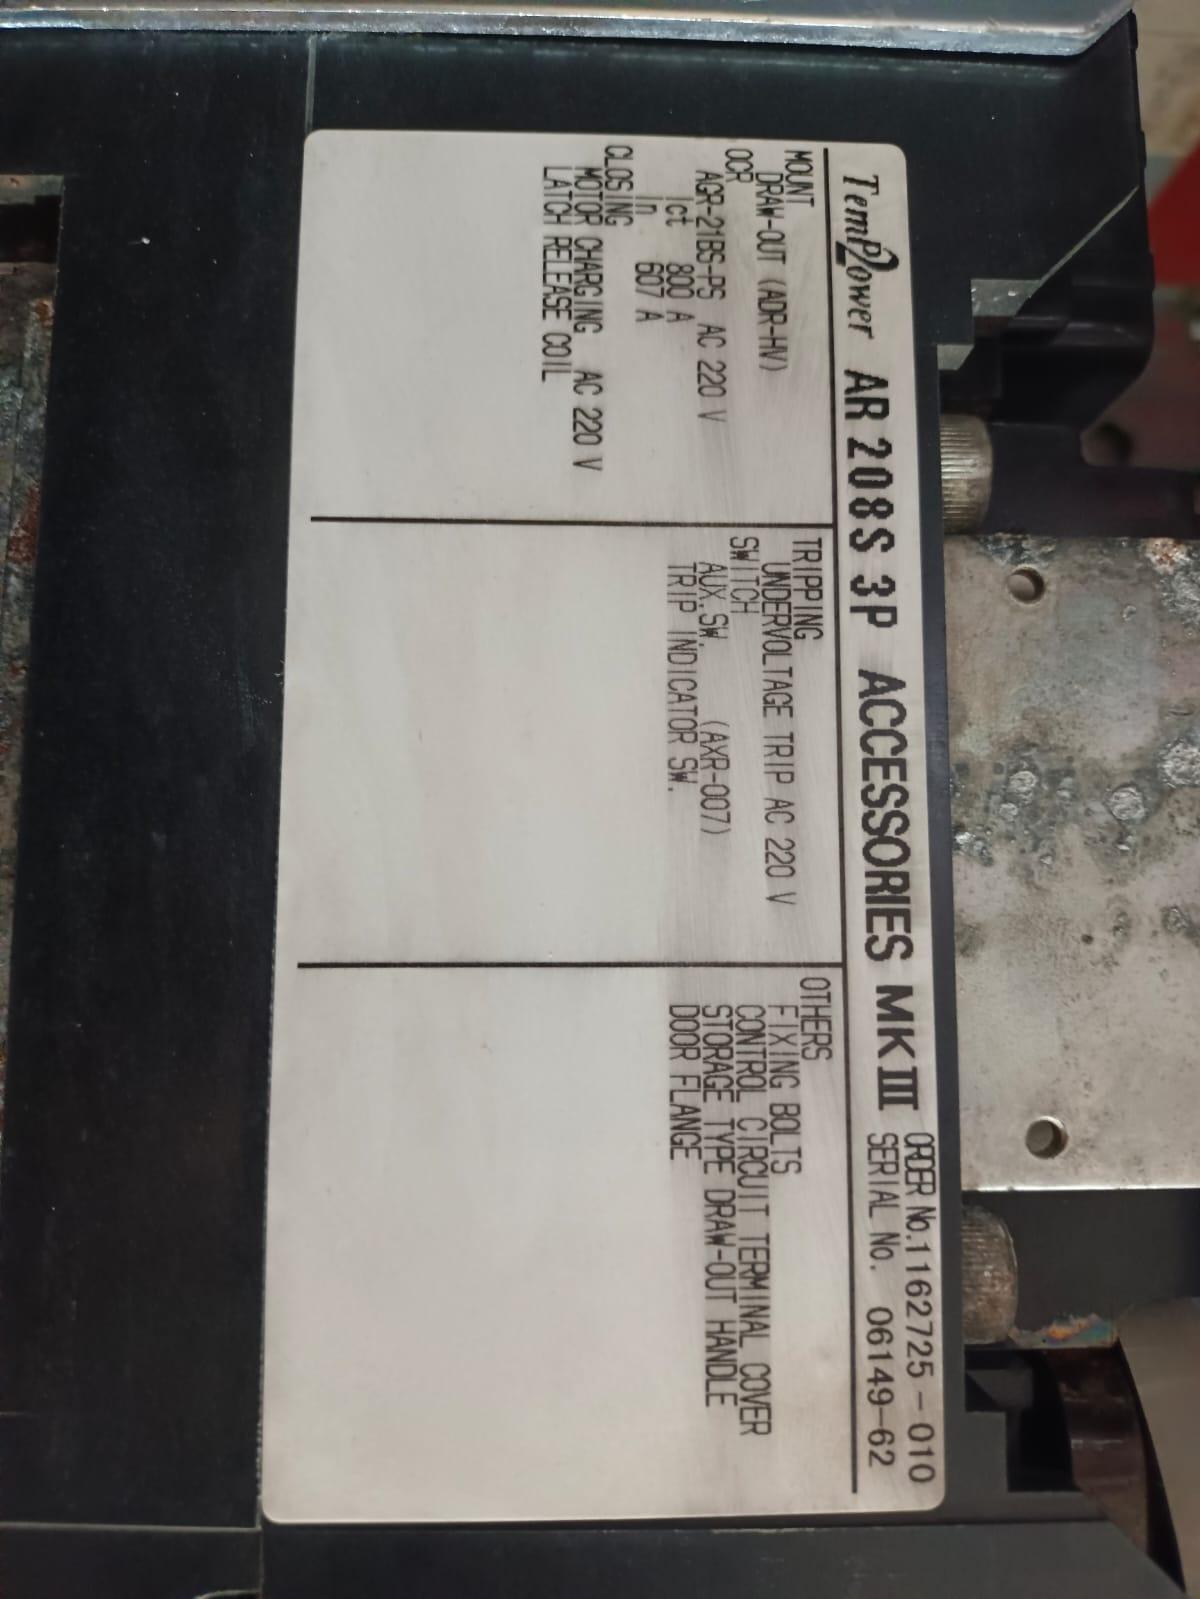 TemPower2 AR 208S 3P ACCESSORIES MK III
ORDER No.1162725-010
SERIAL No. 06149-62
MOUNT
DRAW-OUT (ADR-HV)
OCR
AGR-21BS-PS AC 220 V
Ict 800 A
In 607 A
CLOSING
MOTOR CHARGING AC 220 V
LATCH RELEASE COIL
TRIPPING
UNDERVOLTAGE TRIP AC 220 V
SWITCH
AUX.SW. (AXR-007)
TRIP INDICATOR SW.
OTHERS
FIXING BOLTS
CONTROL CIRCUIT TERMINAL COVER
STORAGE TYPE DRAW-OUT HANDLE
DOOR FLANGE